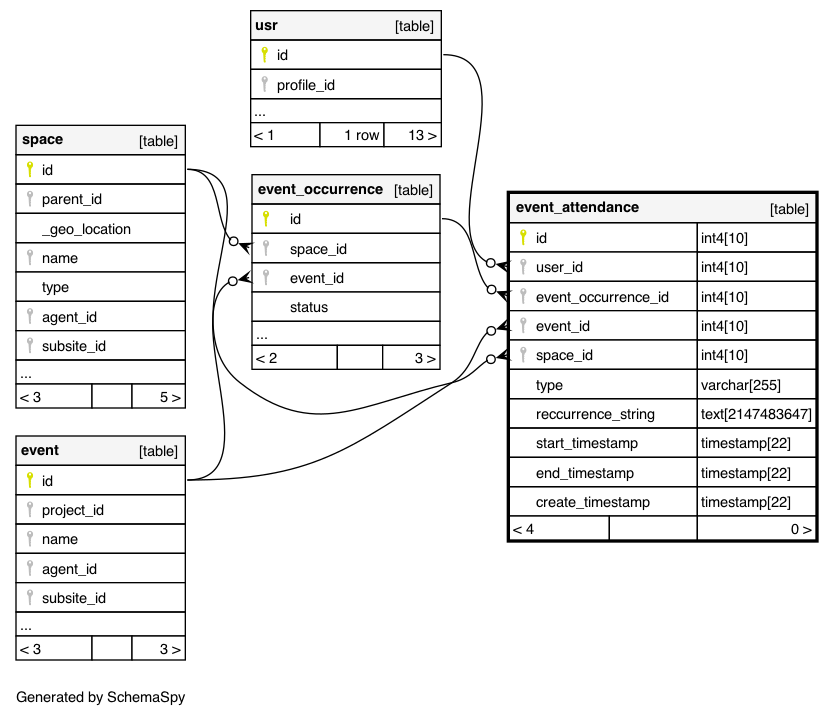 usr [table]
id
profile_id
...
< 1 1 row 13 >
space [table]
id
parent_id
_geo_location
name
type
agent_id
subsite_id
...
< 3 5 >
event_occurrence [table]
id
space_id
event_id
status
...
< 2 3 >
event_attendance [table]
id int4[10]
user_id int4[10]
event_occurrence_id int4[10]
event_id int4[10]
space_id int4[10]
type varchar[255]
reccurrence_string text[2147483647]
start_timestamp timestamp[22]
end_timestamp timestamp[22]
create_timestamp timestamp[22]
< 4 0 >
event [table]
id
project_id
name
agent_id
subsite_id
...
< 3 3 >
Generated by SchemaSpy